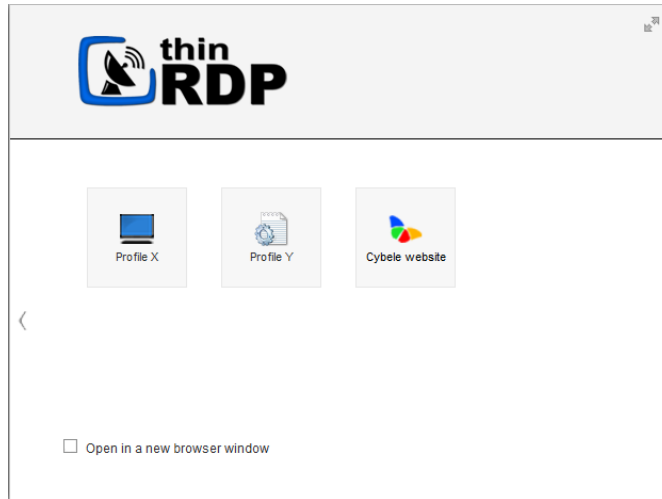 thin
RDP
Profile X
Profile Y
Cybele website
Open in a new browser window